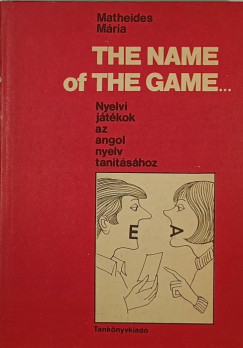 Matheides
Mária
THE NAME
of THE GAME...
Nyelvi
játékok
az
angol
nyelv
tanításához
E A
Tankönyvkiadó